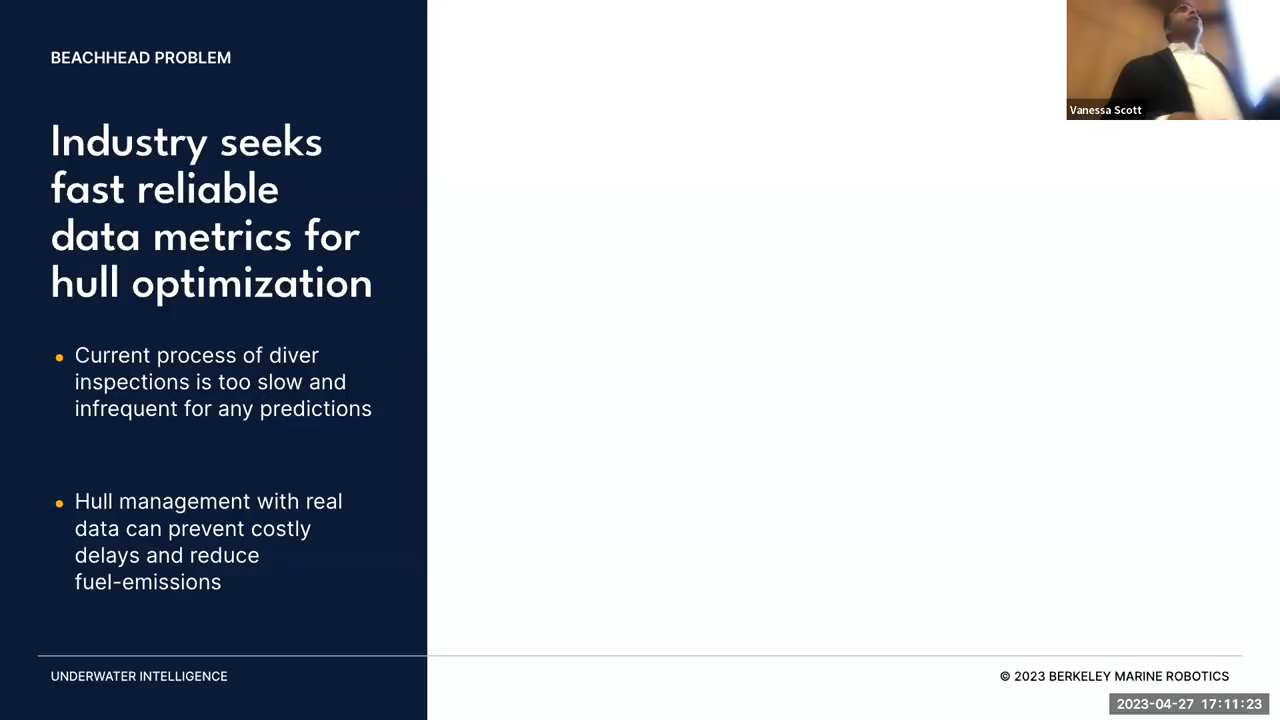 BEACHHEAD PROBLEM
Industry seeks
fast reliable
data metrics for
hull optimization
• Current process of diver
inspections is too slow and
infrequent for any predictions
• Hull management with real
data can prevent costly
delays and reduce
fuel-emissions
UNDERWATER INTELLIGENCE
Vanessa Scott
© 2023 BERKELEY MARINE ROBOTICS
2023-04-27 17:11:23